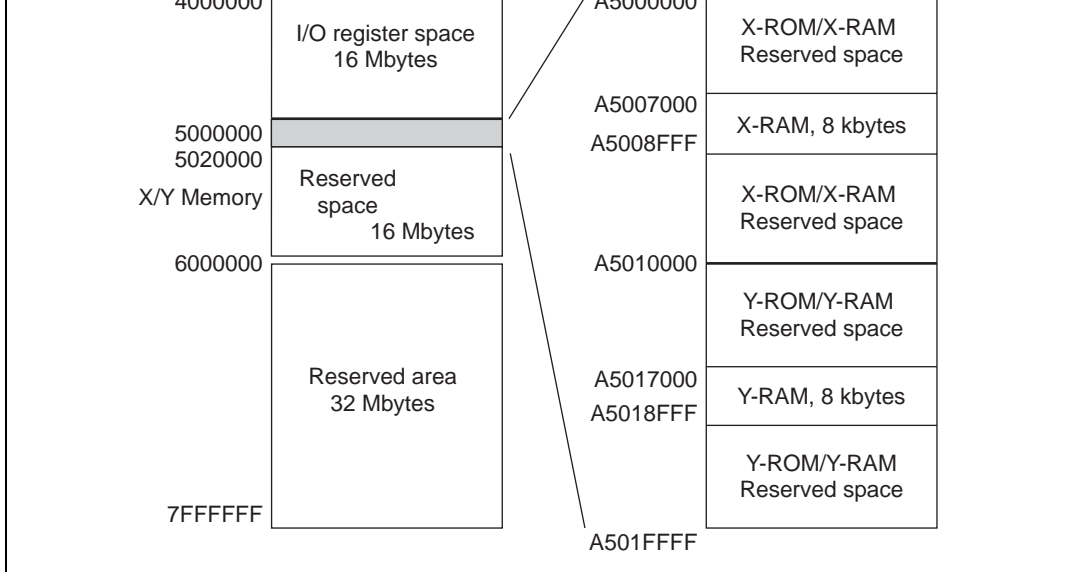 4000000
I/O register space
16 Mbytes
5000000
5020000
X/Y Memory
Reserved
space
16 Mbytes
6000000
Reserved area
32 Mbytes
7FFFFFF
A5000000
X-ROM/X-RAM
Reserved space
A5007000
X-RAM, 8 kbytes
A5008FFF
X-ROM/X-RAM
Reserved space
A5010000
Y-ROM/Y-RAM
Reserved space
A5017000
Y-RAM, 8 kbytes
A5018FFF
Y-ROM/Y-RAM
Reserved space
A501FFFF